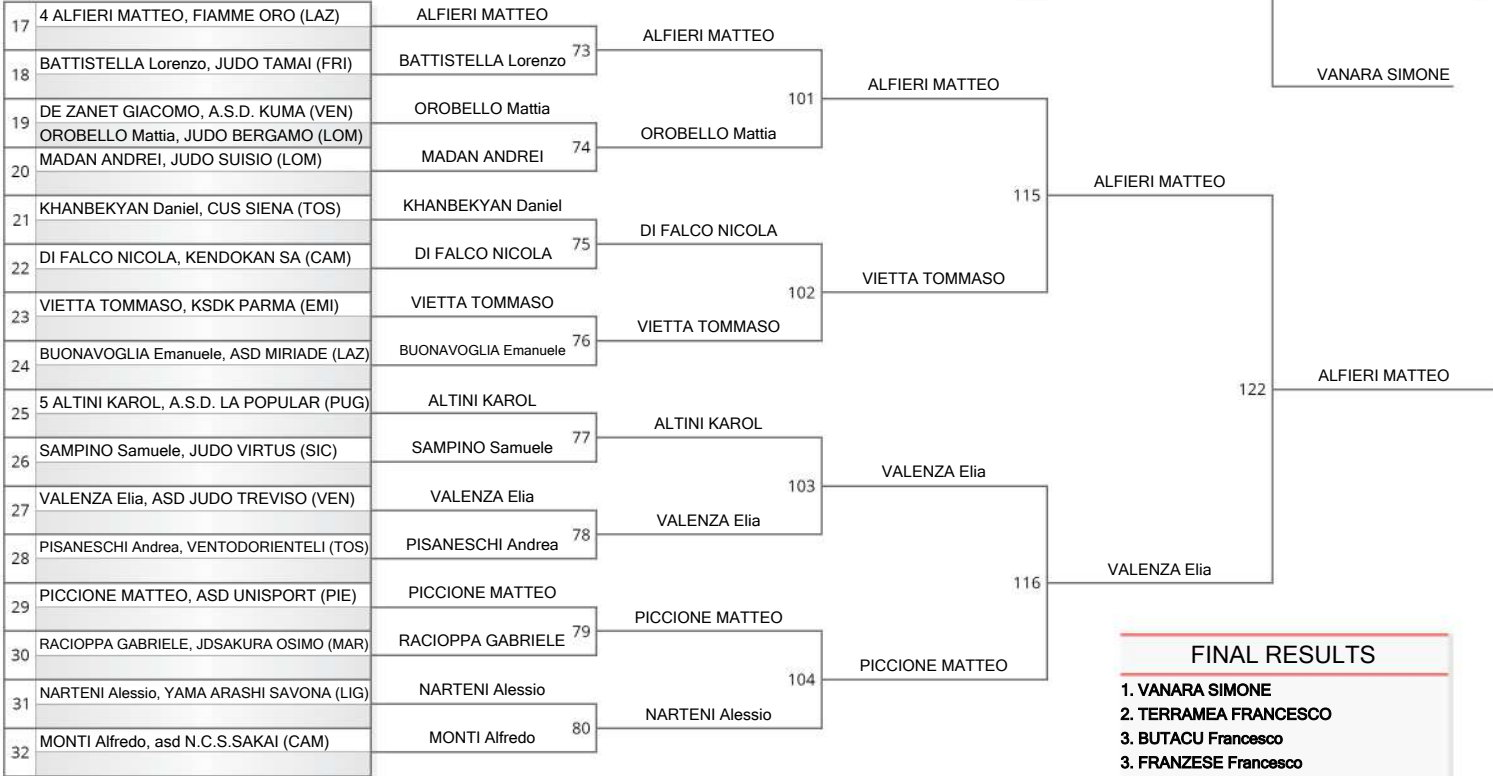 17 4 ALFIERI MATTEO, FIAMME ORO (LAZ)
18 BATTISTELLA Lorenzo, JUDO TAMAI (FRI)
19 DE ZANET GIACOMO, A.S.D. KUMA (VEN)
OROBELLO Mattia, JUDO BERGAMO (LOM)
20 MADAN ANDREI, JUDO SUISIO (LOM)
21 KHANBEKYAN Daniel, CUS SIENA (TOS)
22 DI FALCO NICOLA, KENDOKAN SA (CAM)
23 VIETTA TOMMASO, KSDK PARMA (EMI)
24 BUONAVOGLIA Emanuele, ASD MIRIADE (LAZ)
25 5 ALTINI KAROL, A.S.D. LA POPULAR (PUG)
26 SAMPINO Samuele, JUDO VIRTUS (SIC)
27 VALENZA Elia, ASD JUDO TREVISO (VEN)
28 PISANESCHI Andrea, VENTODORIENTELI (TOS)
29 PICCIONE MATTEO, ASD UNISPORT (PIE)
30 RACIOPPA GABRIELE, JDSAKURA OSIMO (MAR)
31 NARTENI Alessio, YAMA ARASHI SAVONA (LIG)
32 MONTI Alfredo, asd N.C.S.SAKAI (CAM)
ALFIERI MATTEO
BATTISTELLA Lorenzo
73
OROBELLO Mattia
MADAN ANDREI
74
KHANBEKYAN Daniel
DI FALCO NICOLA
75
VIETTA TOMMASO
BUONAVOGLIA Emanuele
76
ALTINI KAROL
SAMPINO Samuele
77
VALENZA Elia
PISANESCHI Andrea
78
PICCIONE MATTEO
RACIOPPA GABRIELE
79
NARTENI Alessio
MONTI Alfredo
80
ALFIERI MATTEO
OROBELLO Mattia
101
DI FALCO NICOLA
VIETTA TOMMASO
102
ALTINI KAROL
VALENZA Elia
103
PICCIONE MATTEO
NARTENI Alessio
104
ALFIERI MATTEO
VIETTA TOMMASO
115
VALENZA Elia
PICCIONE MATTEO
116
ALFIERI MATTEO
VALENZA Elia
122
VANARA SIMONE
ALFIERI MATTEO
FINAL RESULTS
1. VANARA SIMONE
2. TERRAMEA FRANCESCO
3. BUTACU Francesco
3. FRANZESE Francesco